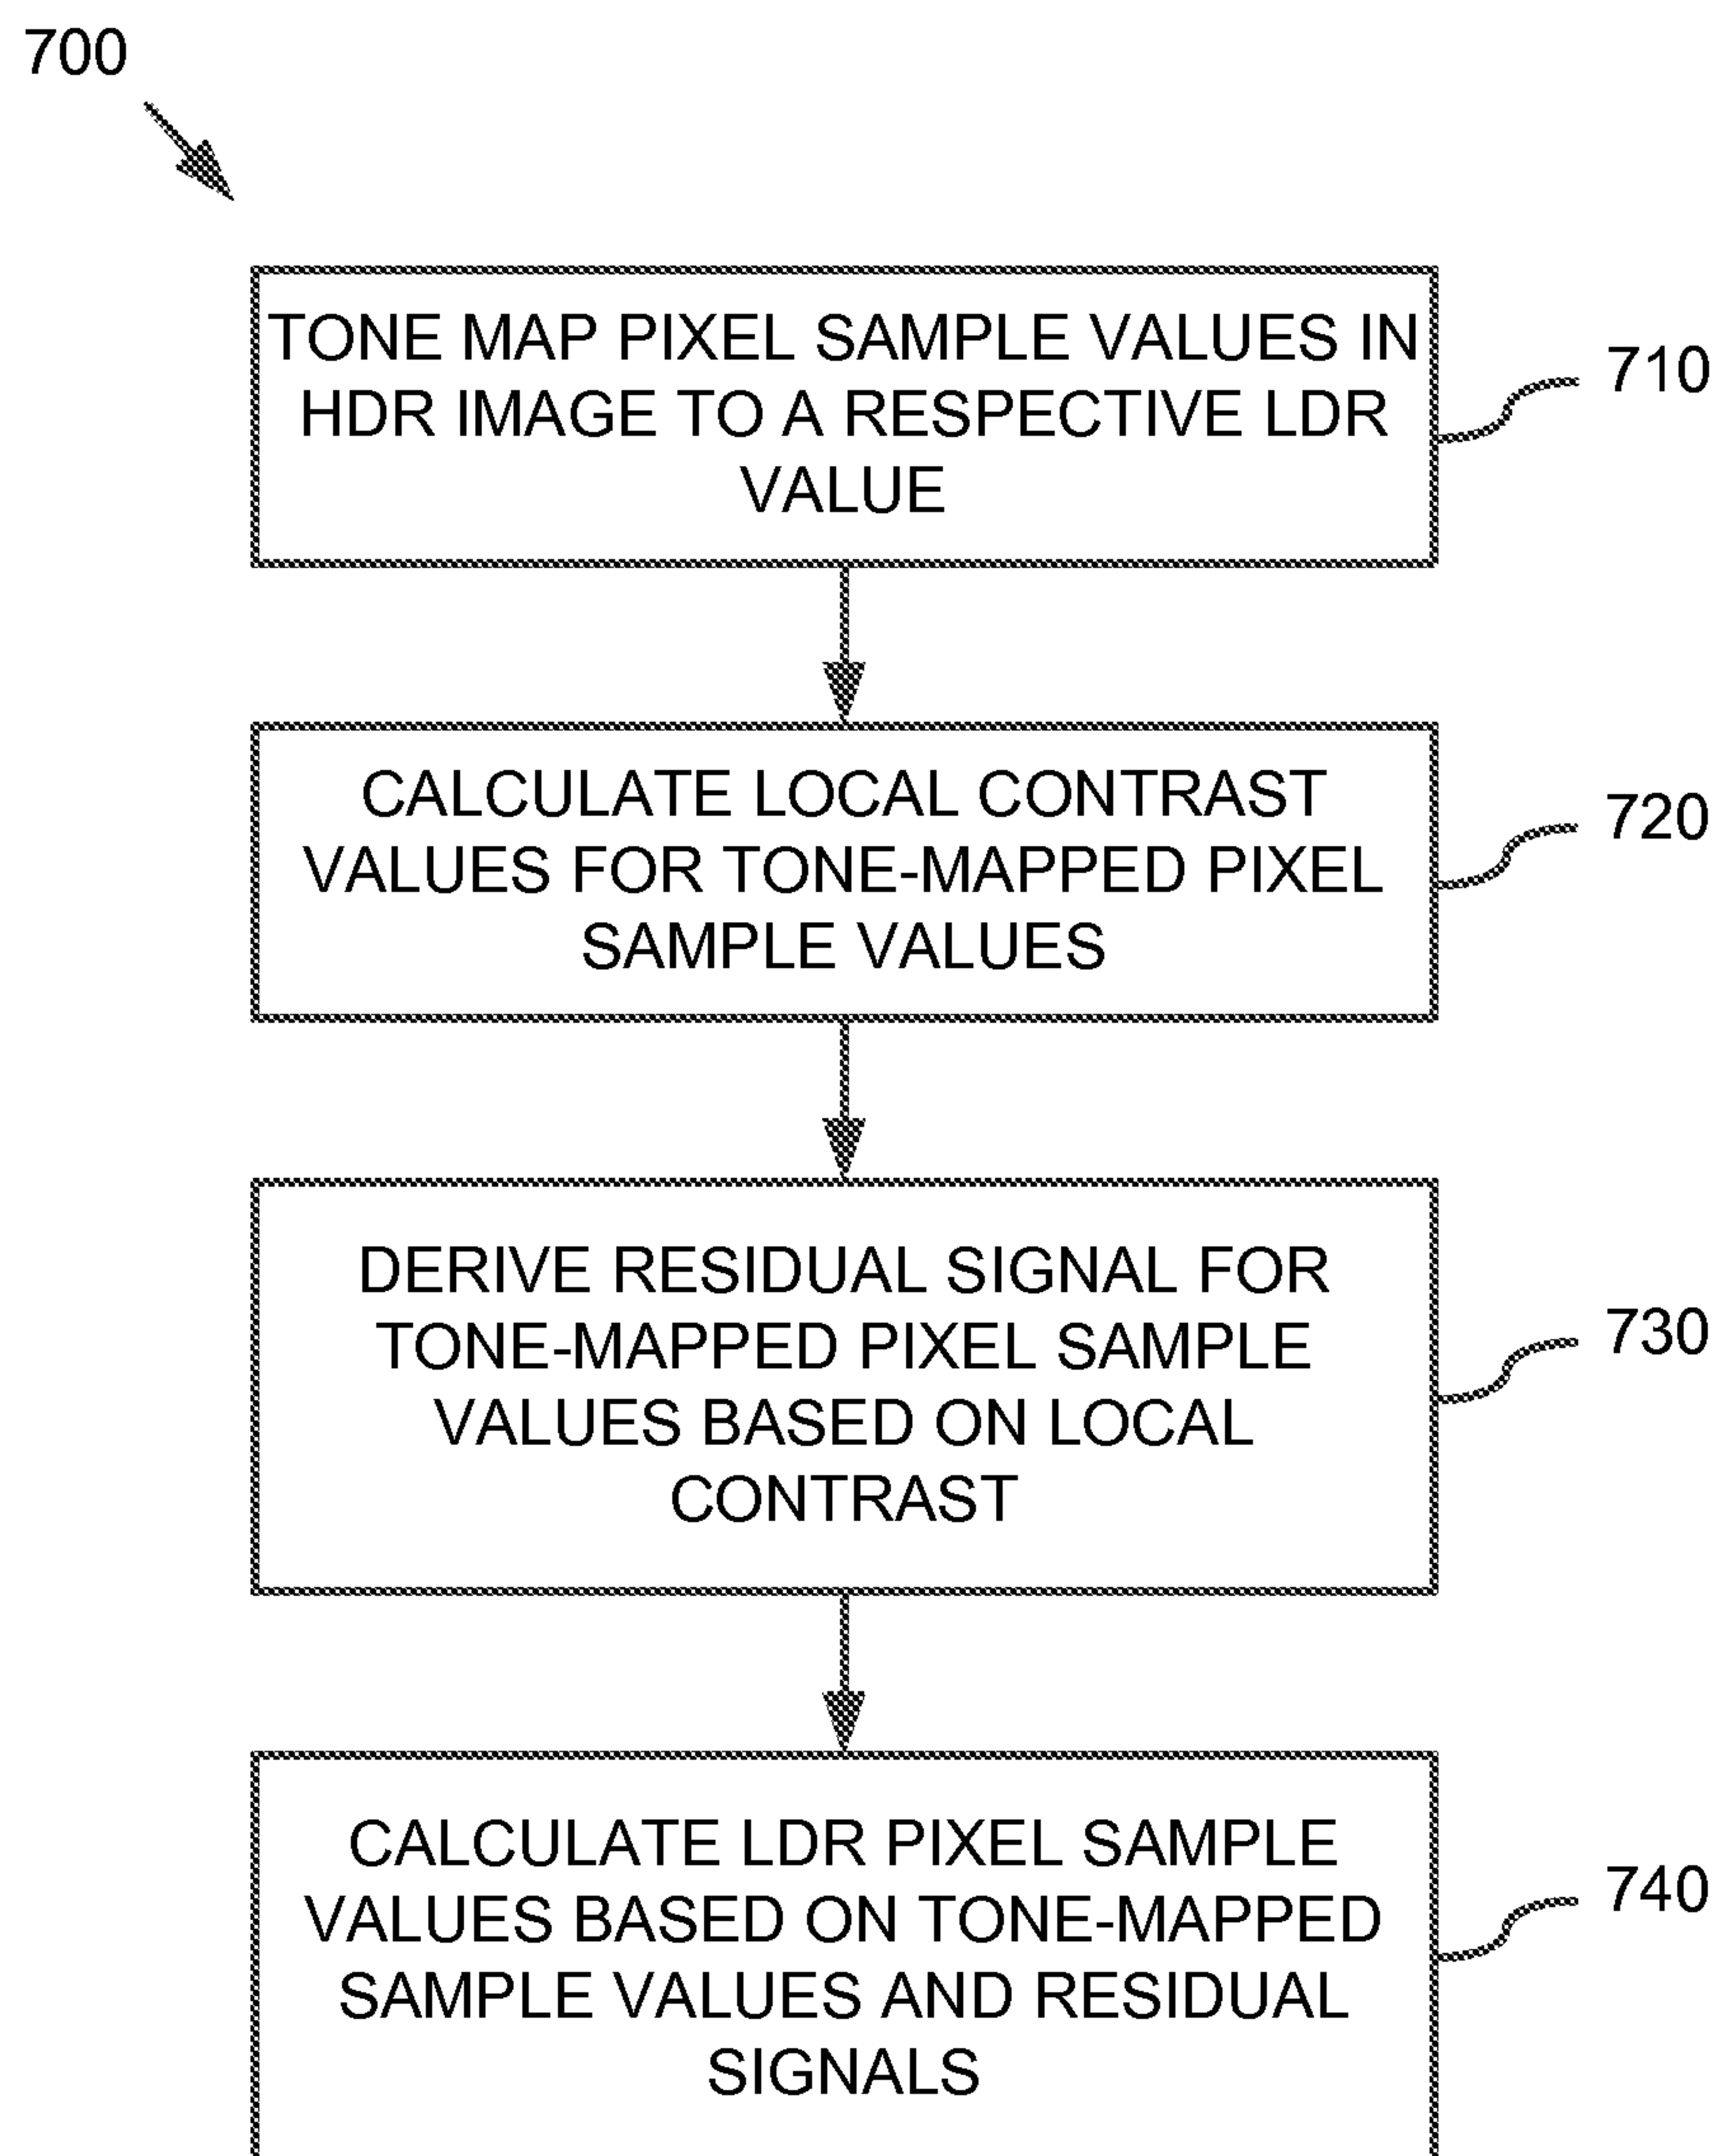 700
TONE MAP PIXEL SAMPLE VALUES IN
HDR IMAGE TO A RESPECTIVE LDR
VALUE
710
CALCULATE LOCAL CONTRAST
VALUES FOR TONE-MAPPED PIXEL
SAMPLE VALUES
720
DERIVE RESIDUAL SIGNAL FOR
TONE-MAPPED PIXEL SAMPLE
VALUES BASED ON LOCAL
CONTRAST
730
CALCULATE LDR PIXEL SAMPLE
VALUES BASED ON TONE-MAPPED
SAMPLE VALUES AND RESIDUAL
SIGNALS
740